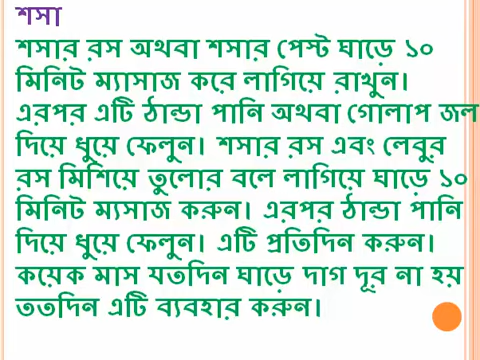 শসা
শসার রস অথবা শসার পেস্ট ঘাড়ে ১০
মিনিট ম্যাসাজ করে লাগিয়ে রাখুন।
এরপর এটি ঠান্ডা পানি অথবা গোলাপ জল
দিয়ে ধুয়ে ফেলুন। শসার রস এবং লেবুর
রস মিশিয়ে তুলোর বলে লাগিয়ে ঘাড়ে ১০
মিনিট ম্যসাজ করুন। এরপর ঠান্ডা পানি
দিয়ে ধুয়ে ফেলুন। এটি প্রতিদিন করুন।
কয়েক মাস যতদিন ঘাড়ে দাগ দূর না হয়
ততদিন এটি ব্যবহার করুন।